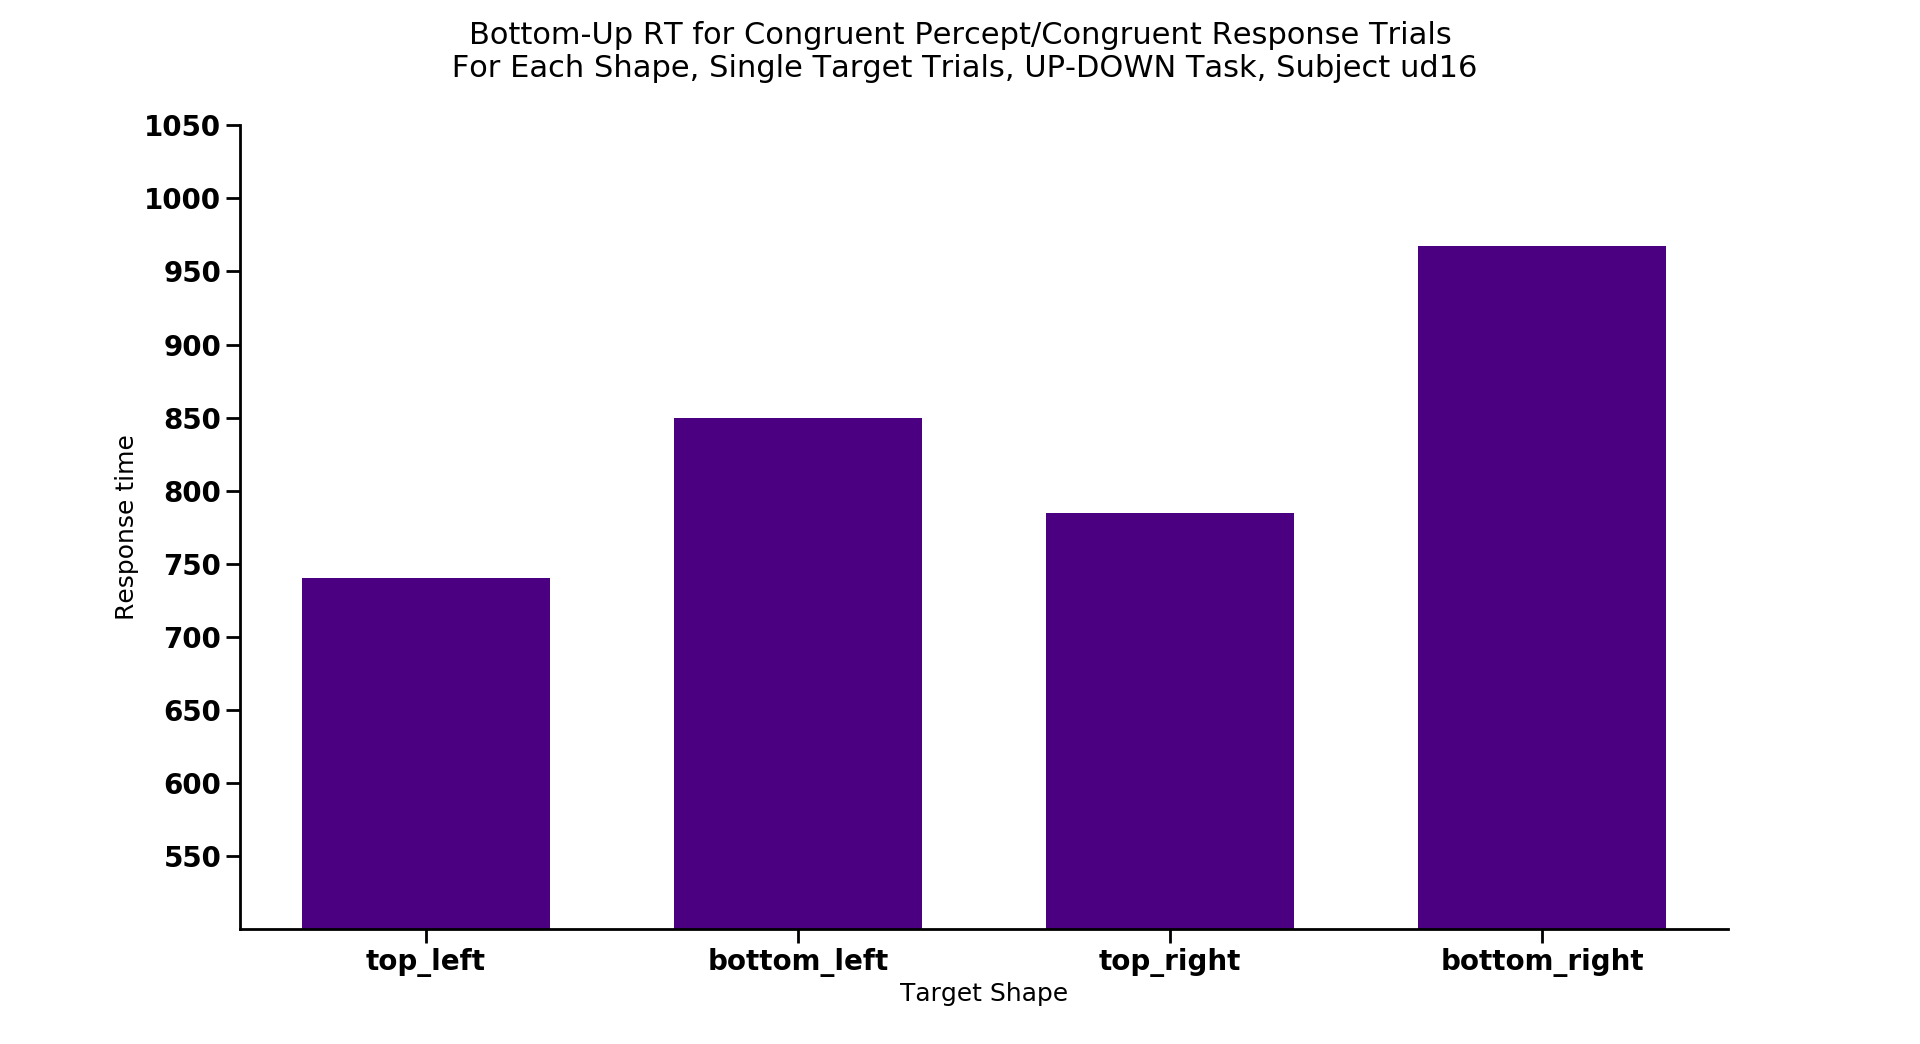 Bottom-Up RT for Congruent Percept/Congruent Response Trials
For Each Shape, Single Target Trials, UP-DOWN Task, Subject ud16
1050
1000
950
900
850
800
750
700
650
600
550
Response time
top_left
bottom_left
top_right
bottom_right
Target Shape